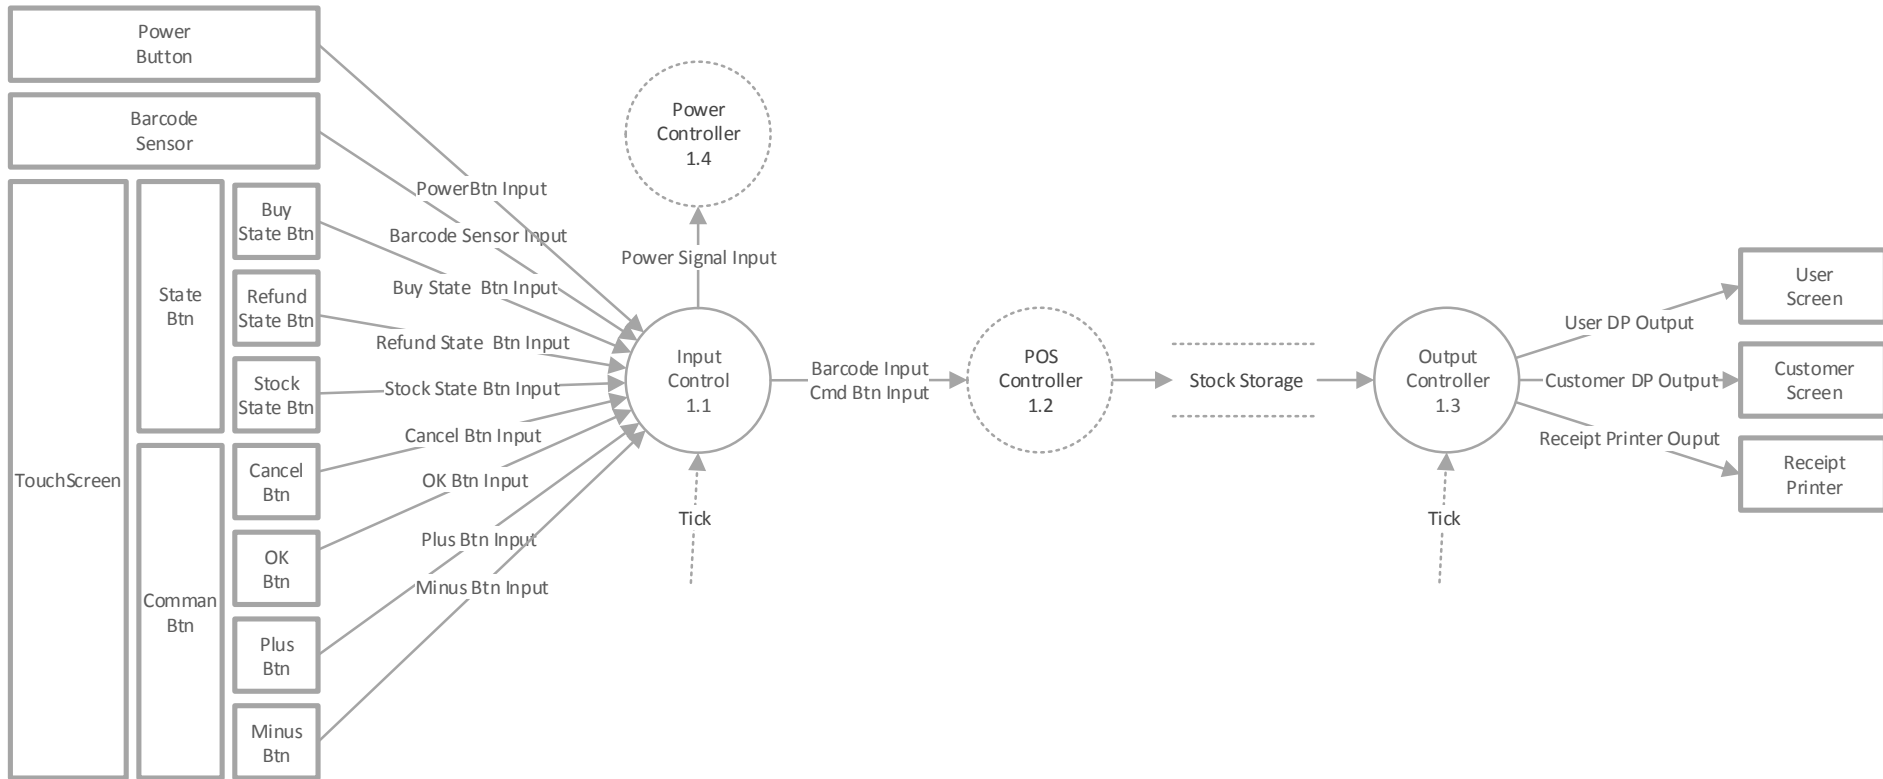 Power
Button
Barcode
Sensor
TouchScreen
State
Btn
Comman
Btn
Buy
State Btn
Refund
State Btn
Stock
State Btn
Cancel
Btn
OK
Btn
Plus
Btn
Minus
Btn
PowerBtn Input
Barcode Sensor Input
Buy State Btn Input
Refund State Btn Input
Stock State Btn Input
Cancel Btn Input
OK Btn Input
Plus Btn Input
Minus Btn Input
Power
Controller
1.4
Power Signal Input
Input
Control
1.1
Tick
Barcode Input
Cmd Btn Input
POS
Controller
1.2
Stock Storage
Output
Controller
1.3
Tick
User DP Output
Customer DP Output
Receipt Printer Ouput
User
Screen
Customer
Screen
Receipt
Printer